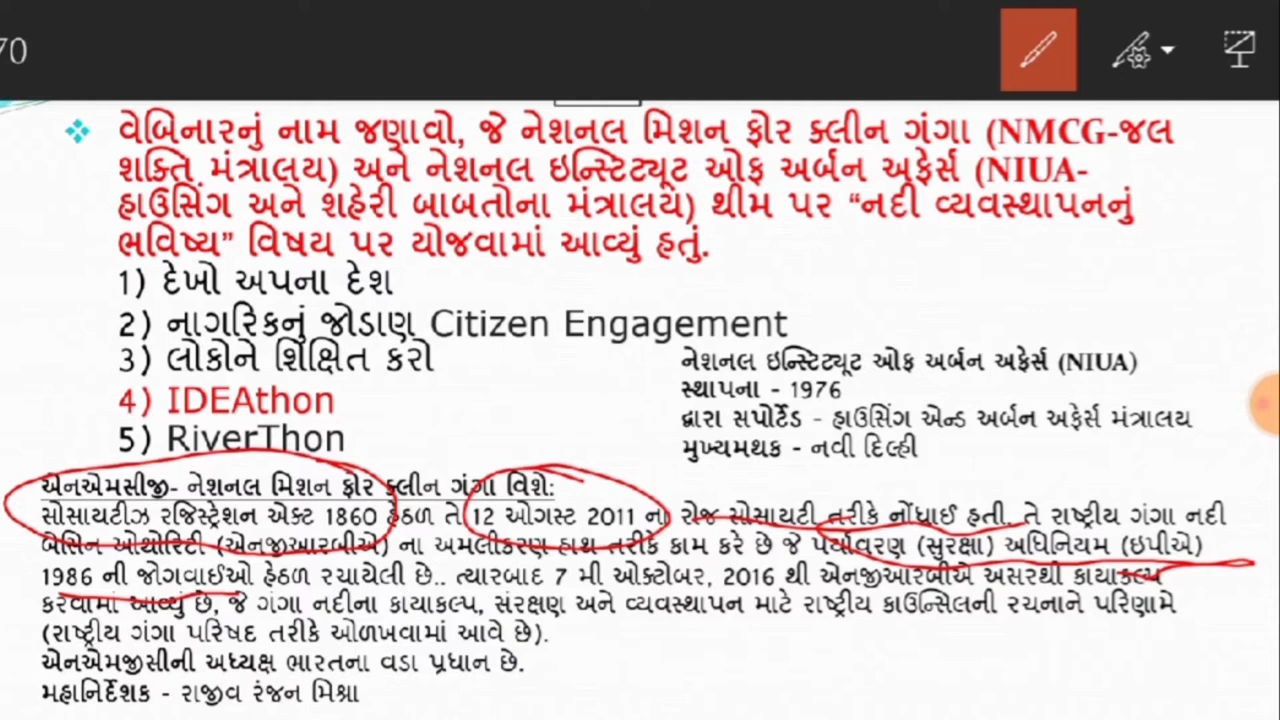 70
વેબિનારનું નામ જણાવો, જે નેશનલ મિશન ફોર ક્લીન ગંગા (NMCG-જલ
શક્તિ મંત્રાલય) અને નેશનલ ઇન્સ્ટિટ્યૂટ ઓફ અર્બન અફેર્સ (NIUA-
હાઉસિંગ અને શહેરી બાબતોના મંત્રાલય) થીમ પર “નદી વ્યવસ્થાપનનું
ભવિષ્ય” વિષય પર યોજવામાં આવ્યું હતું.
1) દેખો અપના દેશ
2) નાગરિકનું જોડાણ Citizen Engagement
3) લોકોને શિક્ષિત કરો
4) IDEAthon
5) RiverThon
નેશનલ ઇન્સ્ટિટ્યૂટ ઓફ અર્બન અફેર્સ (NIUA)
સ્થાપના - 1976
દ્વારા સપોર્ટેડ - હાઉસિંગ એન્ડ અર્બન અફેર્સ મંત્રાલય
મુખ્યમથક - નવી દિલ્હી
એનએમસીજી- નેશનલ મિશન ફોર ક્લીન ગંગા વિશે:
સોસાયટીઝ રજિસ્ટ્રેશન એક્ટ 1860 હેઠળ તે 12 ઓગસ્ટ 2011 ના રોજ સોસાયટી તરીકે નોંધાઈ હતી. તે રાષ્ટ્રીય ગંગા નદી
બેસિન ઓથોરિટી (એનજીઆરબીએ) ના અમલીકરણ હાથ તરીકે કામ કરે છે જે પર્યાવરણ (સુરક્ષા) અધિનિયમ (ઇપીએ)
1986 ની જોગવાઈઓ હેઠળ રચાયેલી છે.. ત્યારબાદ 7 મી ઓક્ટોબર, 2016 થી એનજીઆરબીએ અસરથી કાયાકલ્પ
કરવામાં આવ્યું છે, જે ગંગા નદીના કાયાકલ્પ, સંરક્ષણ અને વ્યવસ્થાપન માટે રાષ્ટ્રીય કાઉન્સિલની રચનાને પરિણામે
(રાષ્ટ્રીય ગંગા પરિષદ તરીકે ઓળખવામાં આવે છે).
એનએમજીસીની અધ્યક્ષ ભારતના વડા પ્રધાન છે.
મહાનિર્દેશક - રાજીવ રંજન મિશ્રા